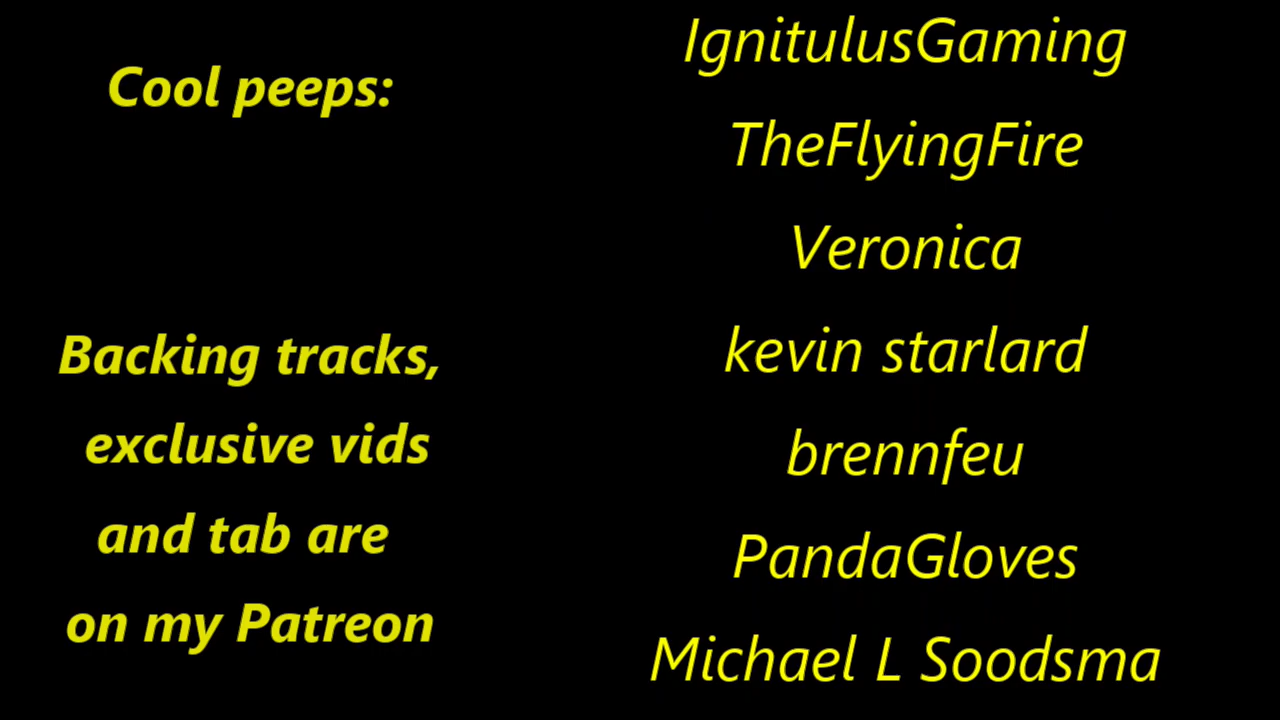 Cool peeps:
Backing tracks,
exclusive vids
and tab are
on my Patreon
IgnitulusGaming
TheFlyingFire
Veronica
kevin starlard
brennfeu
PandaGloves
Michael L Soodsma